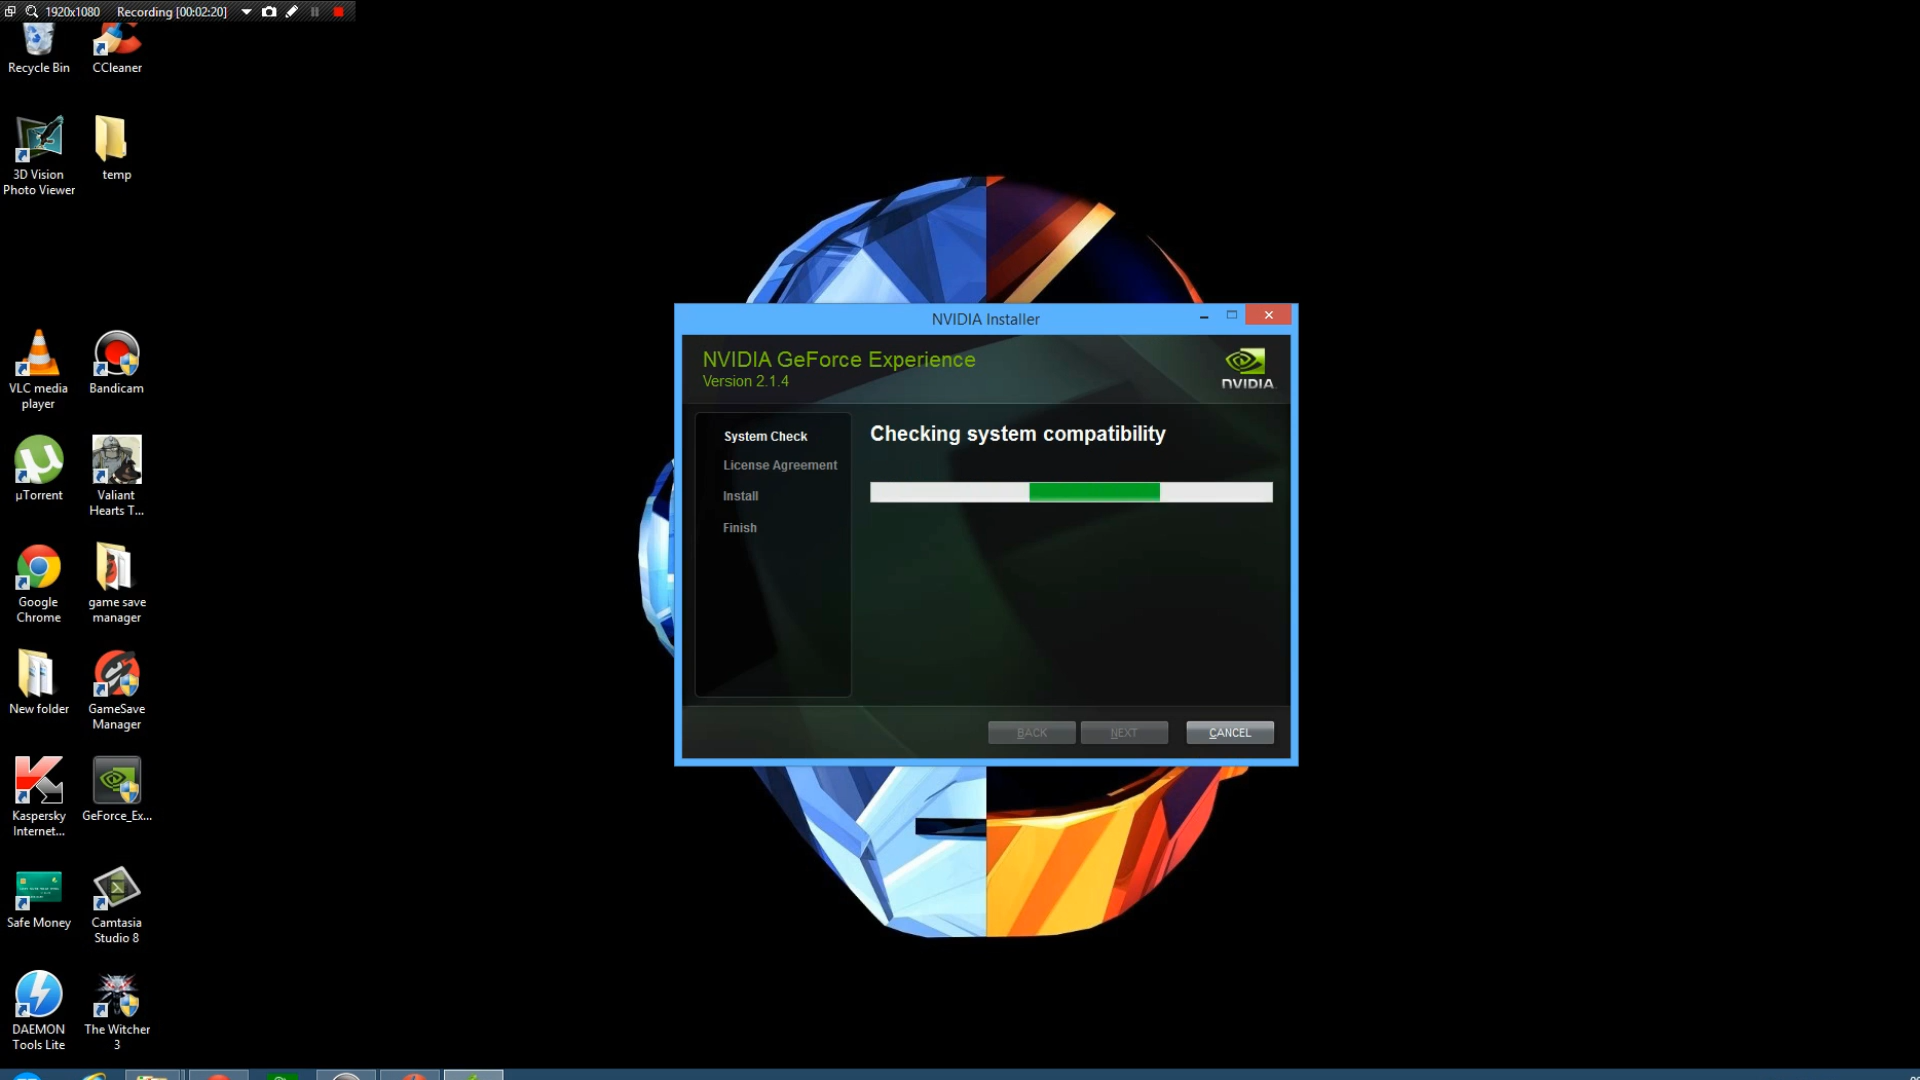 1920x1080 Recording [00:02:20]
Recycle Bin
CCleaner
3D Vision
Photo Viewer
temp
VLC media
player
Bandicam
µTorrent
Valiant
Hearts T...
Google
Chrome
game save
manager
New folder
GameSave
Manager
Kaspersky
Internet...
GeForce_Ex...
Safe Money
Camtasia
Studio 8
DAEMON
Tools Lite
The Witcher
3
NVIDIA Installer
NVIDIA GeForce Experience
Version 2.1.4
NVIDIA
System Check
License Agreement
Install
Finish
Checking system compatibility
BACK
NEXT
CANCEL